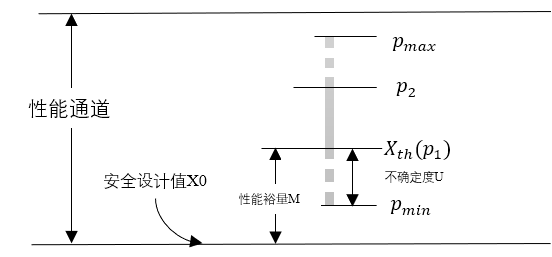 p_max
p_2
性能通道
X_th(p_1)
不确定度U
安全设计值X0
性能裕量M
p_min